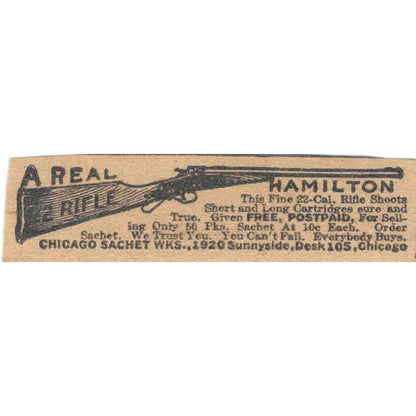 A REAL
22 RIFLE
HAMILTON
This Fine 22-Cal. Rifle Shoots
Short and Long Cartridges sure and
True. Given FREE, POSTPAID, For Sell-
ing Only 50 Pks. Sachet At 10c Each. Order
Sachet. We Trust You. You Can't Fail. Everybody Buys.
CHICAGO SACHET WKS., 1920 Sunnyside, Desk 105, Chicago